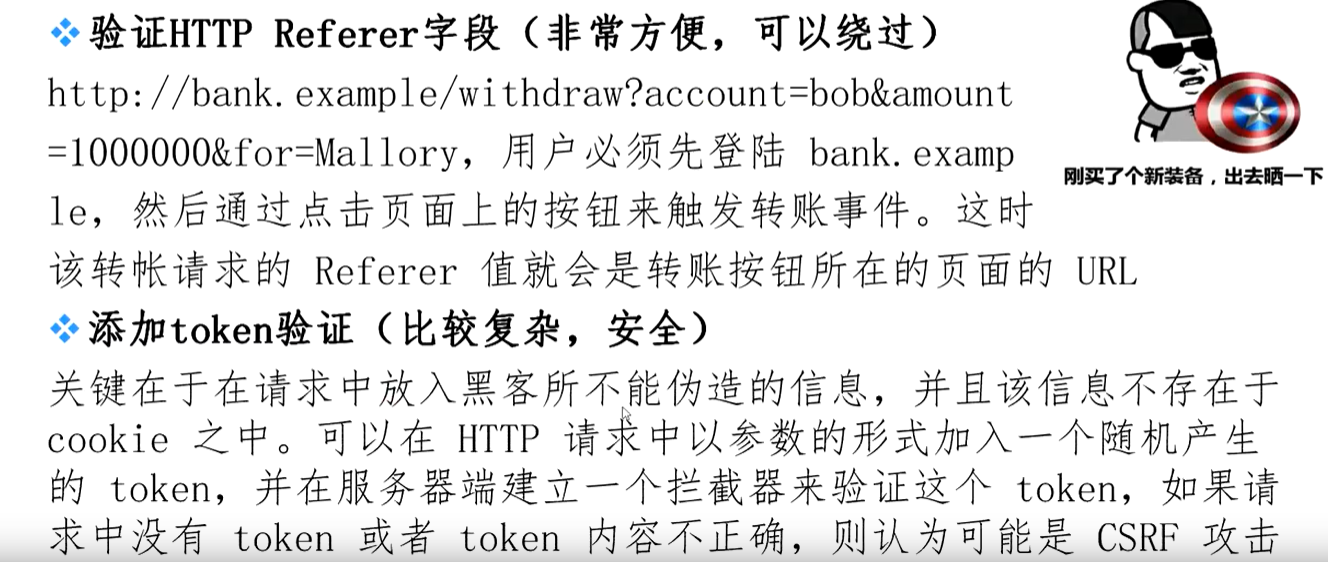 验证HTTP Referer字段（非常方便，可以绕过）
http://bank.example/withdraw?account=bob&amount
=1000000&for=Mallory，用户必须先登陆 bank.examp
le，然后通过点击页面上的按钮来触发转账事件。这时
该转帐请求的 Referer 值就会是转账按钮所在的页面的 URL
刚买了个新装备，出去晒一下
添加token验证（比较复杂，安全）
关键在于在请求中放入黑客所不能伪造的信息，并且该信息不存在于
cookie 之中。可以在 HTTP 请求中以参数的形式加入一个随机产生
的 token，并在服务器端建立一个拦截器来验证这个 token，如果请
求中没有 token 或者 token 内容不正确，则认为可能是 CSRF 攻击